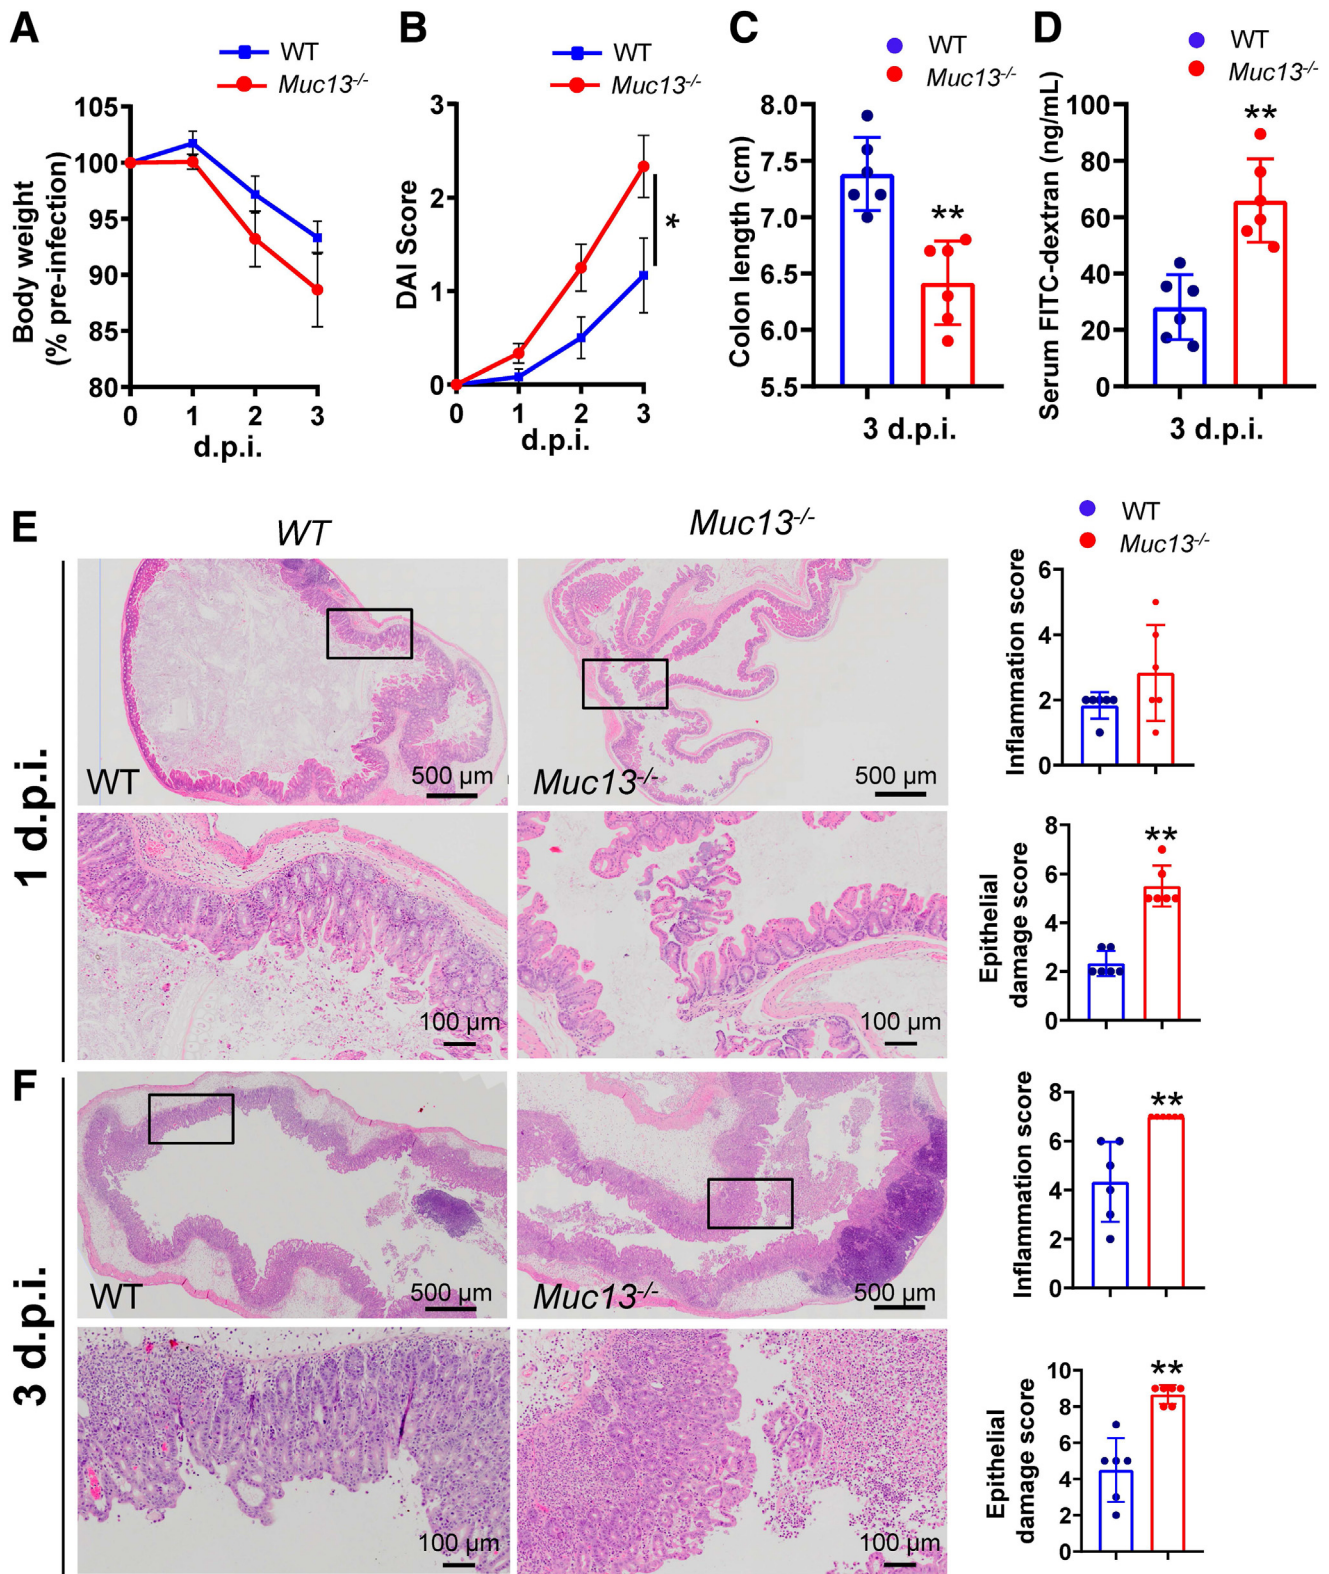 A
WT
Muc13-/-
Body weight
(% pre-infection)
105
100
95
90
85
80
0 1 2 3
d.p.i.
B
WT
Muc13-/-
DAI Score
3
2
1
0
0 1 2 3
d.p.i.
*
C
WT
Muc13-/-
Colon length (cm)
8.0
7.5
7.0
6.5
6.0
5.5
**
3 d.p.i.
D
WT
Muc13-/-
Serum FITC-dextran (ng/mL)
100
80
60
40
20
0
**
3 d.p.i.
E
WT
Muc13-/-
1 d.p.i.
WT
500 µm
Muc13-/-
500 µm
100 µm
100 µm
WT
Muc13-/-
Inflammation score
6
4
2
0
Epithelial
damage score
8
6
4
2
0
**
F
3 d.p.i.
WT
500 µm
Muc13-/-
500 µm
100 µm
100 µm
Inflammation score
8
6
4
2
0
**
Epithelial
damage score
10
8
6
4
2
0
**